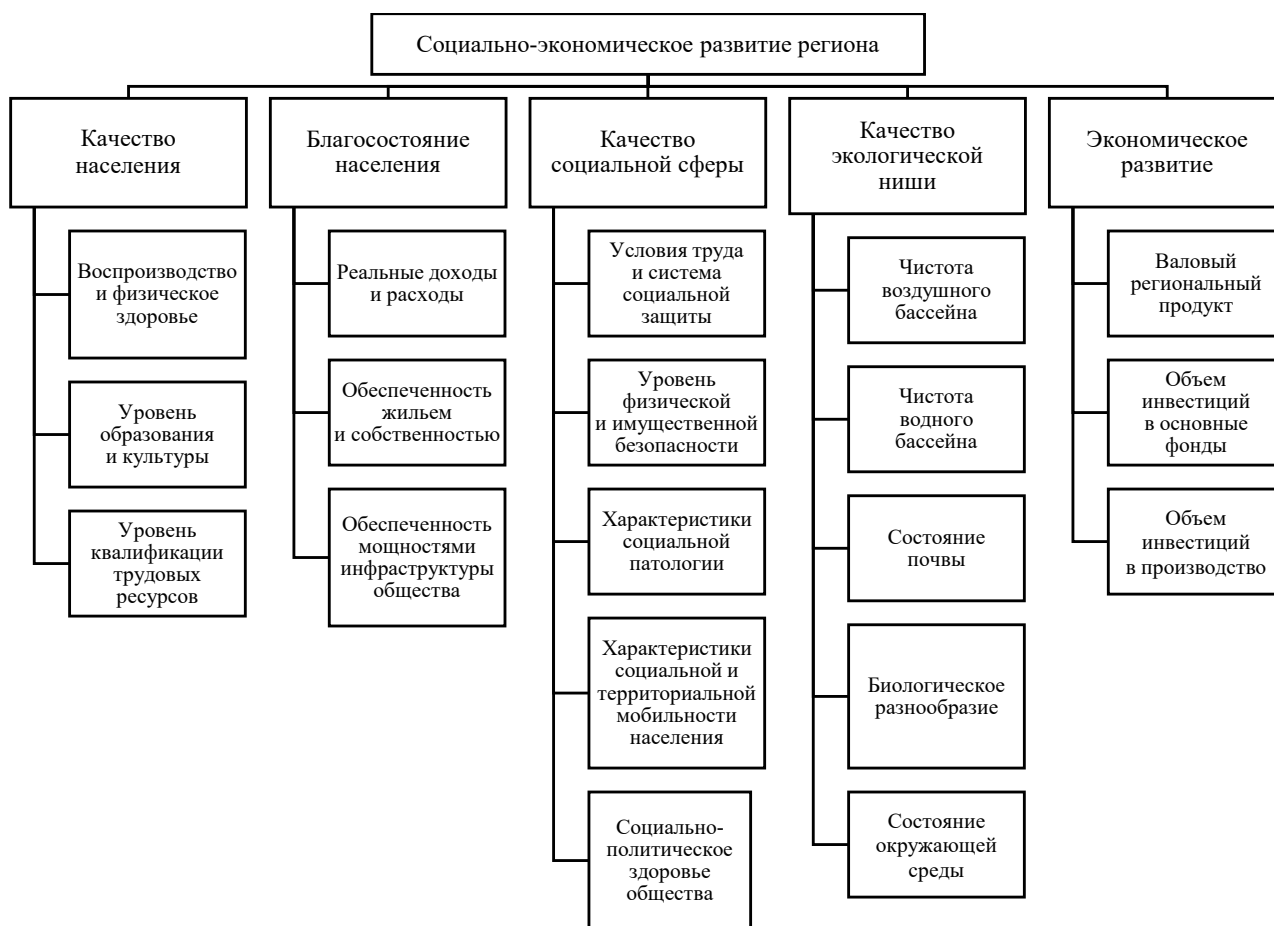 Социально-экономическое развитие региона
Качество
населения
Благосостояние
населения
Качество
социальной сферы
Качество
экологической
ниши
Экономическое
развитие
Воспроизводство
и физическое
здоровье
Уровень
образования
и культуры
Уровень
квалификации
трудовых
ресурсов
Реальные доходы
и расходы
Обеспеченность
жильем
и собственностью
Обеспеченность
мощностями
инфраструктуры
общества
Условия труда
и система
социальной
защиты
Уровень
физической
и имущественной
безопасности
Характеристики
социальной
патологии
Характеристики
социальной и
территориальной
мобильности
населения
Социально-
политическое
здоровье
общества
Чистота
воздушного
бассейна
Чистота
водного
бассейна
Состояние
почвы
Биологическое
разнообразие
Состояние
окружающей
среды
Валовый
региональный
продукт
Объем
инвестиций
в основные
фонды
Объем
инвестиций
в производство